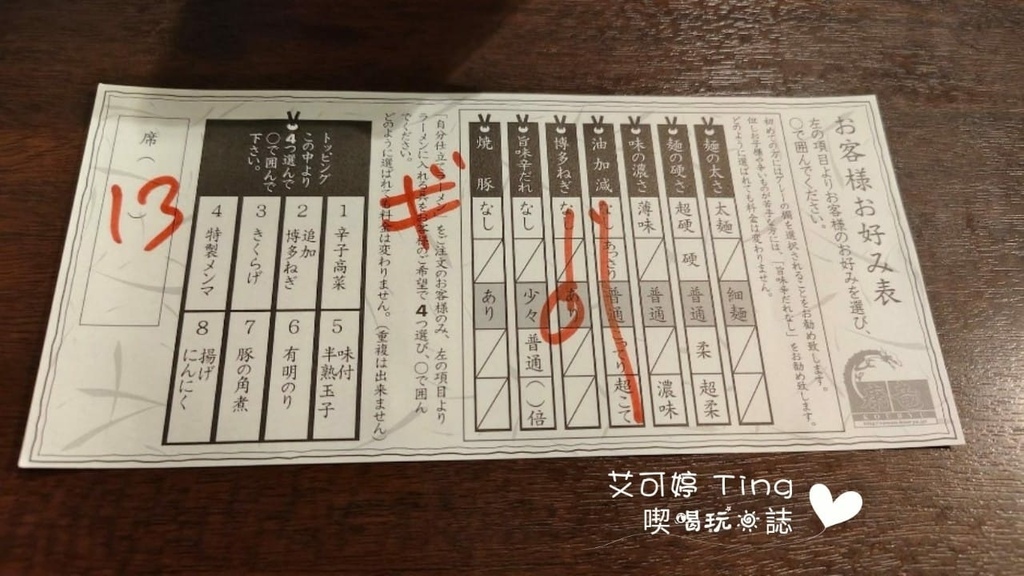 お客様お好み表
左の項目よりお客様のお好みを選び、
〇で囲んでください。
初めての方にはグレーの欄を選択されることをお勧め致します。
但しお子様や辛いものが苦手な方は、「旨味辛だれなし」をお勧め致します。
どのように選ばれても料金は変わりません。
麺の太さ 太麺 細麺
麺の硬さ 超硬 硬 普通 柔 超柔
味の濃さ 薄味 普通 濃味
油加減 なし あっさり 普通 こってり 超こて
博多ねぎ なし あり
旨味辛だれ なし 少々 普通 ( )倍
焼豚 なし あり
「自分仕立てラーメン」をご注文のお客様のみ、左の項目より
ラーメンに入れる具をお客様のご希望で4つ選び、〇で囲ん
でください。
どのように選ばれても料金は変わりません。(重複は出来ません)
ギ
トッピング
この中より
4つ選んで
〇で囲んで
下さい。
1 辛子高菜
2 追加博多ねぎ
3 きくらげ
4 特製メンマ
5 味付半熟玉子
6 有明のり
7 豚の角煮
8 揚げにんにく
席( )
13
艾可婷 Ting
喫喝玩樂誌